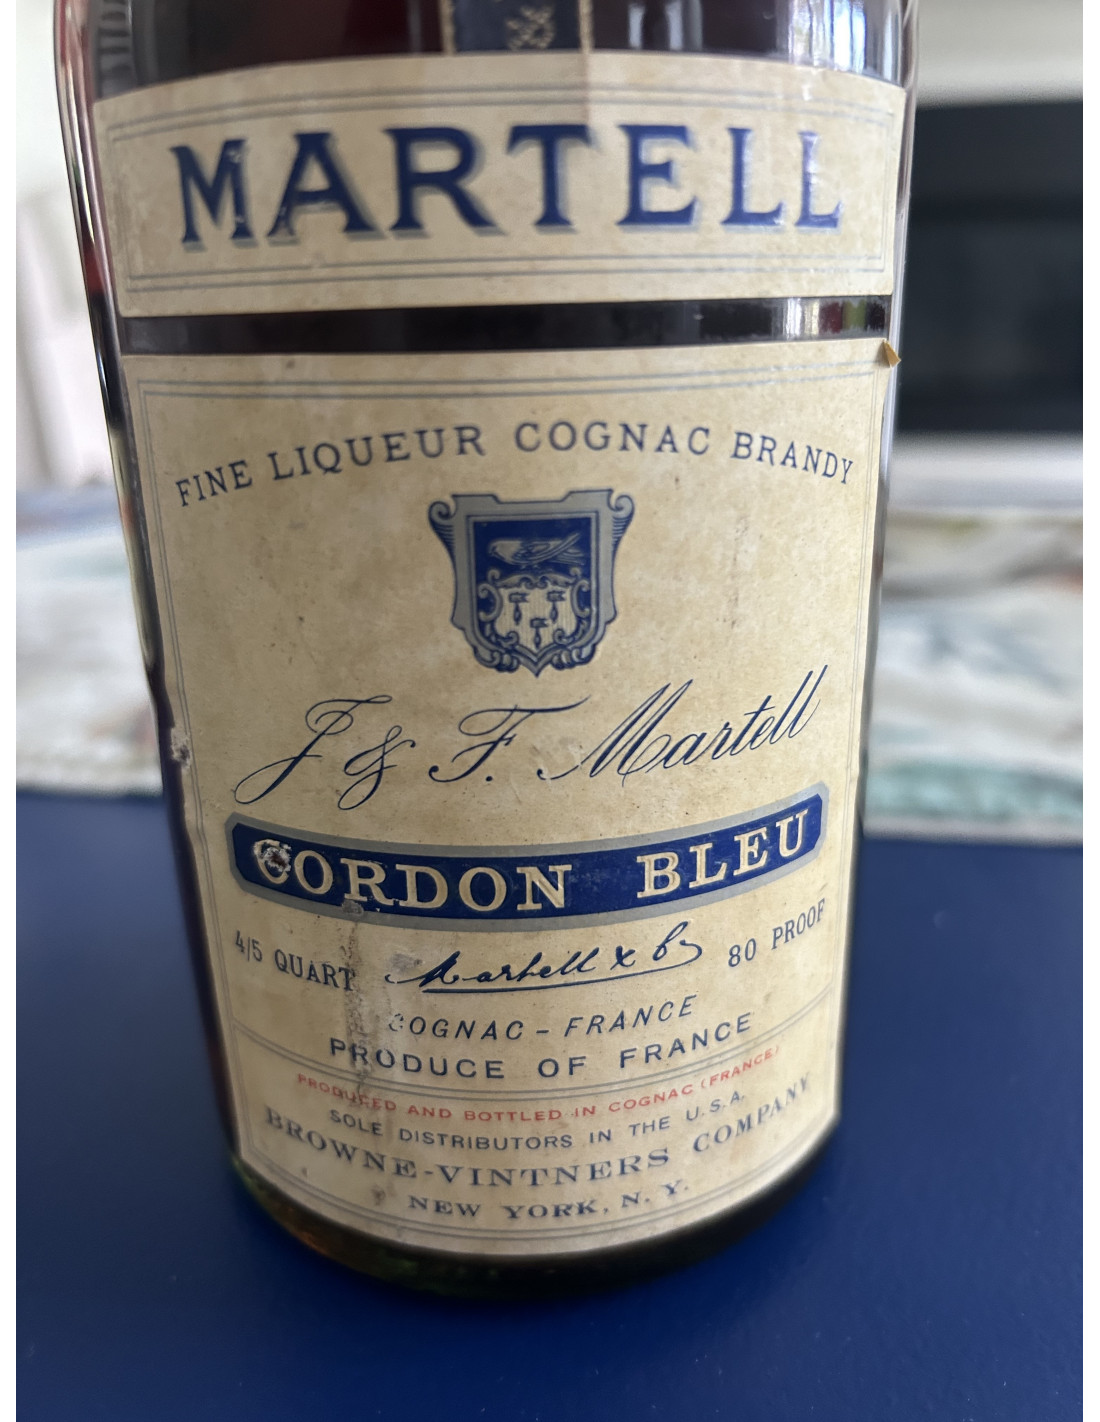 MARTELL
FINE LIQUEUR COGNAC BRANDY
J & F. Martell
CORDON BLEU
4/5 QUART Martell & Co 80 PROOF
COGNAC - FRANCE
PRODUCE OF FRANCE
PRODUCED AND BOTTLED IN COGNAC (FRANCE)
SOLE DISTRIBUTORS IN THE U.S.A.
BROWNE-VINTNERS COMPANY
NEW YORK, N. Y.